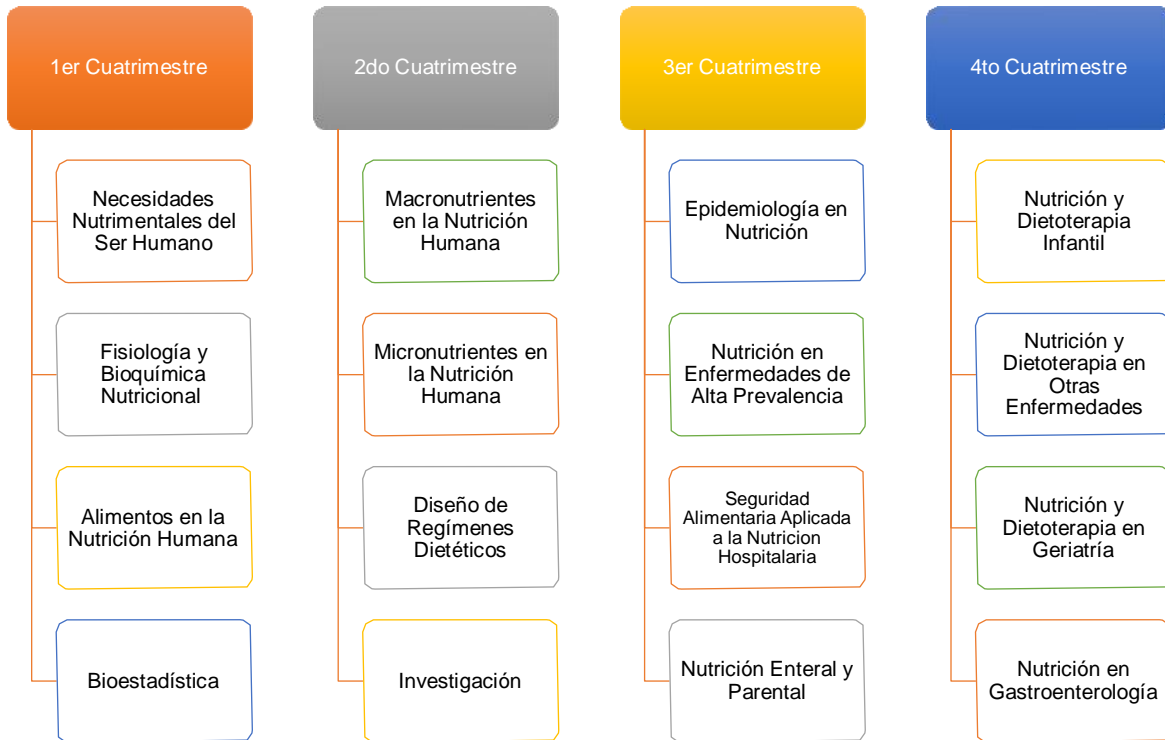 1er Cuatrimestre
Necesidades
Nutrimentales del
Ser Humano
Fisiología y
Bioquímica
Nutricional
Alimentos en la
Nutrición Humana
Bioestadística
2do Cuatrimestre
Macronutrientes
en la Nutrición
Humana
Micronutrientes en
la Nutrición
Humana
Diseño de
Regímenes
Dietéticos
Investigación
3er Cuatrimestre
Epidemiología en
Nutrición
Nutrición en
Enfermedades de
Alta Prevalencia
Seguridad
Alimentaria Aplicada
a la Nutricion
Hospitalaria
Nutrición Enteral y
Parental
4to Cuatrimestre
Nutrición y
Dietoterapia
Infantil
Nutrición y
Dietoterapia en
Otras
Enfermedades
Nutrición y
Dietoterapia en
Geriatría
Nutrición en
Gastroenterología